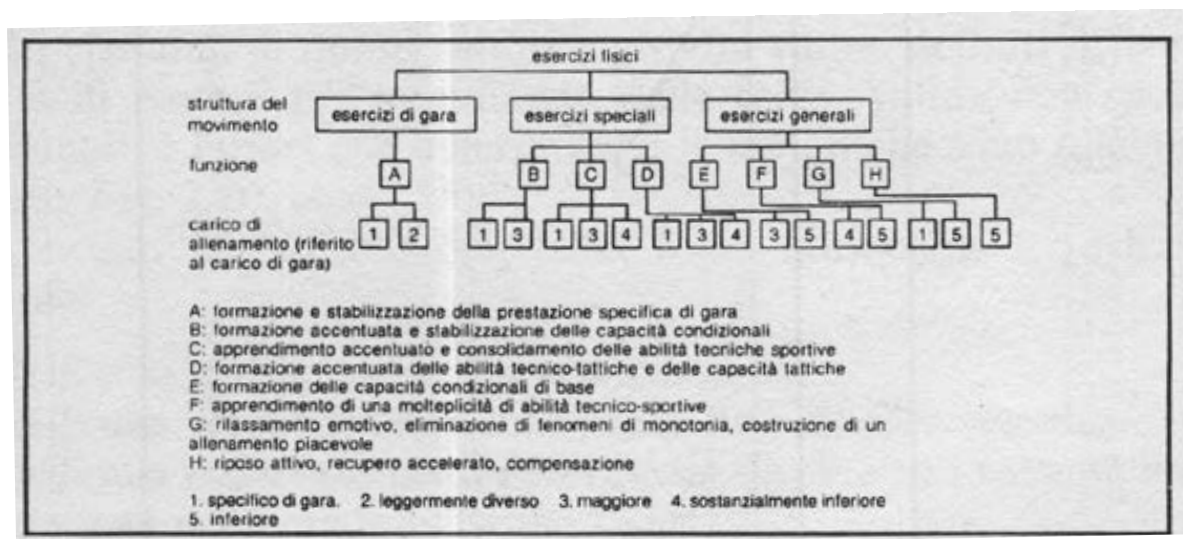 esercizi fisici
struttura del
movimento
esercizi di gara
esercizi speciali
esercizi generali
funzione
A B C D E F G H
carico di
allenamento (riferito
al carico di gara)
1 2 1 3 1 3 4 1 3 4 3 5 4 5 1 5 5
A: formazione e stabilizzazione della prestazione specifica di gara
B: formazione accentuata e stabilizzazione delle capacità condizionali
C: apprendimento accentuato e consolidamento delle abilità tecniche sportive
D: formazione accentuata delle abilità tecnico-tattiche e delle capacità tattiche
E: formazione delle capacità condizionali di base
F: apprendimento di una molteplicità di abilità tecnico-sportive
G: rilassamento emotivo, eliminazione di fenomeni di monotonia, costruzione di un
allenamento piacevole
H: riposo attivo, recupero accelerato, compensazione
1. specifico di gara. 2. leggermente diverso 3. maggiore 4. sostanzialmente inferiore
5. inferiore